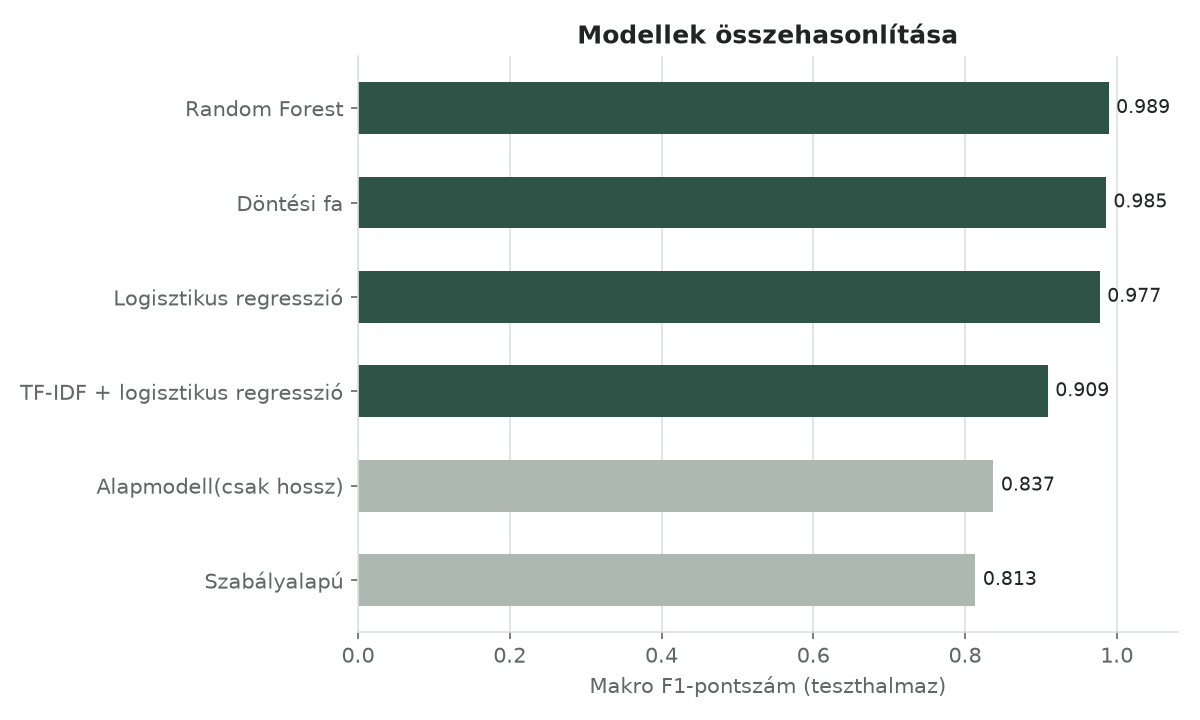 Modellek összehasonlítása
Random Forest
0.989
Döntési fa
0.985
Logisztikus regresszió
0.977
TF-IDF + logisztikus regresszió
0.909
Alapmodell(csak hossz)
0.837
Szabályalapú
0.813
0.0 0.2 0.4 0.6 0.8 1.0
Makro F1-pontszám (teszthalmaz)